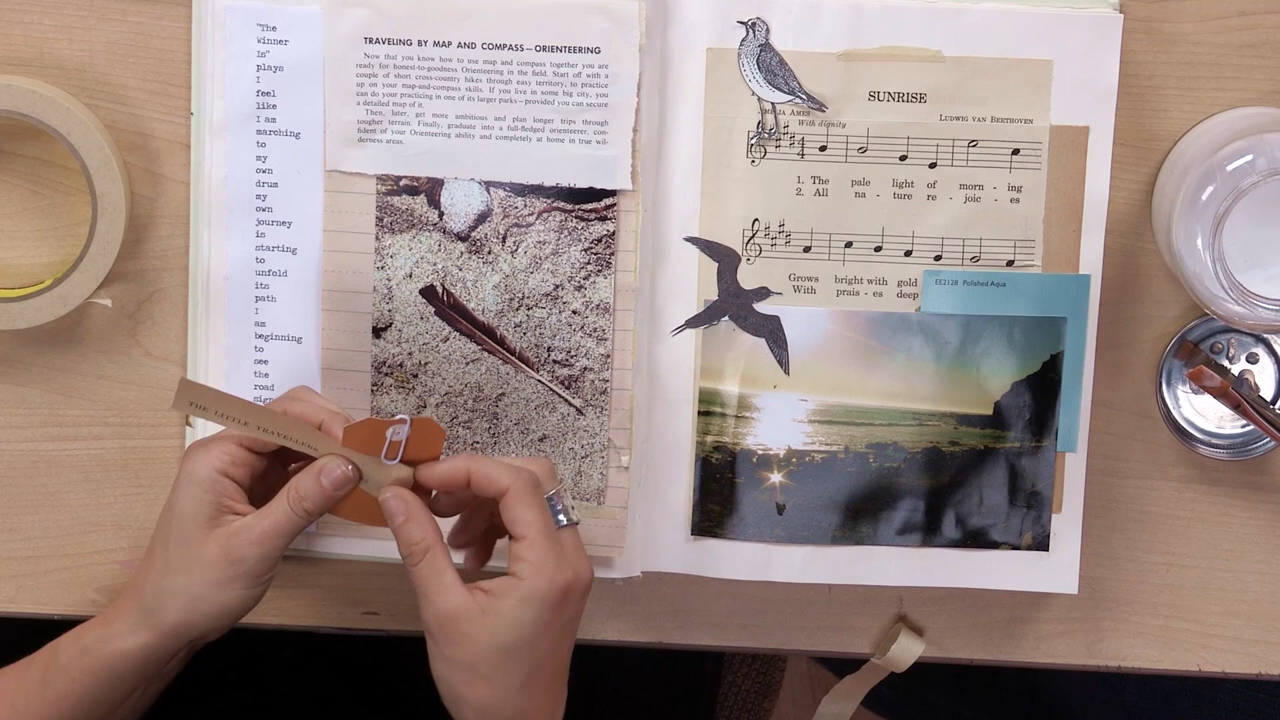 "The
Winner
Is"
plays
I
feel
like
I am
marching
to
my
own
drum
my
own
journey
is
starting
to
unfold
its
path
I
am
beginning
to
see
the
road
TRAVELING BY MAP AND COMPASS—ORIENTEERING
Now that you know how to use map and compass together you are
ready for honest-to-goodness Orienteering in the field. Start off with a
couple of short cross-country hikes through easy territory, to practice
up on your map-and-compass skills. If you live in some big city, you
can do your practicing in one of its larger parks—provided you can secure
a detailed map of it.
Then, later, get more ambitious and plan longer trips through
tougher terrain. Finally, graduate into a full-fledged orienteerer, con-
fident of your Orienteering ability and completely at home in true wil-
derness areas.
THE LITTLE TRAVELLERS
SUNRISE
AMES
LUDWIG VAN BEETHOVEN
With dignity
4
4
1. The pale light of morn - ing
2. All na - ture re - joic - es
Grows bright with gold
With prais - es deep
EE2128 Polished Aqua